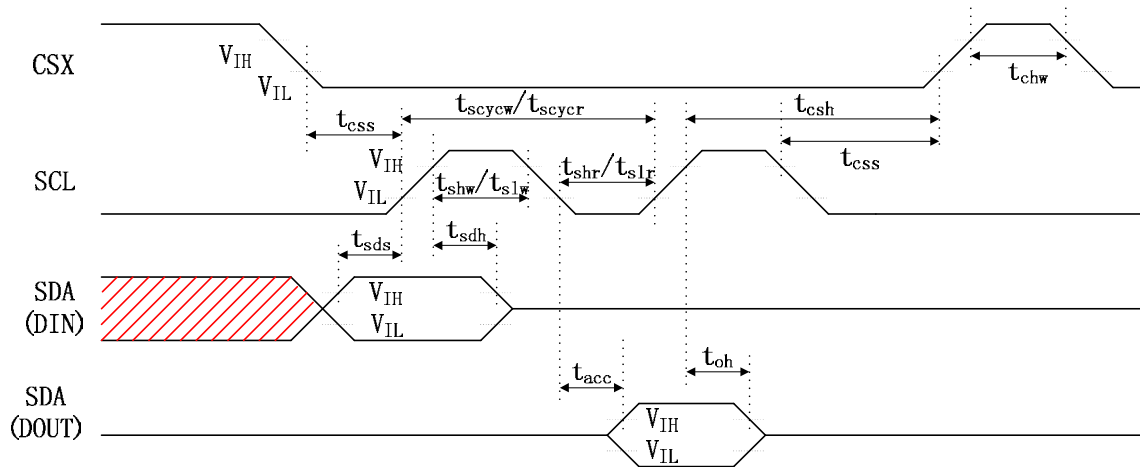 CSX
V_IH
V_IL
t_chw
t_scycw/t_scycr
t_csh
t_css
t_css
SCL
V_IH
V_IL
t_shw/t_slw
t_shr/t_slr
t_sds
t_sdh
SDA
(DIN)
V_IH
V_IL
t_acc
t_oh
SDA
(DOUT)
V_IH
V_IL